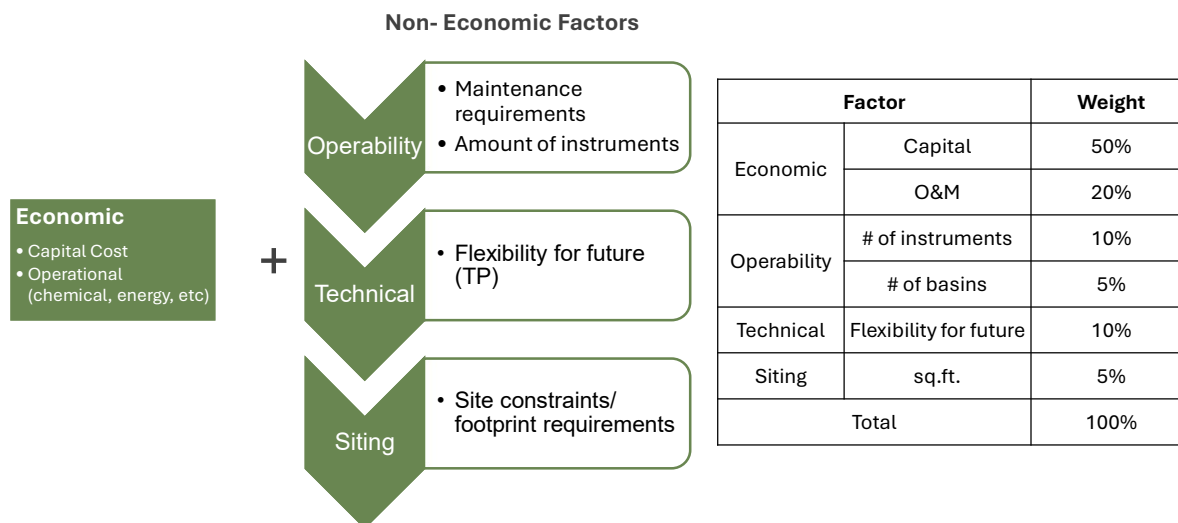 Non- Economic Factors
Economic
• Capital Cost
• Operational
(chemical, energy, etc)
+
Operability
• Maintenance
requirements
• Amount of instruments
Technical
• Flexibility for future
(TP)
Siting
• Site constraints/
footprint requirements
Factor Weight
Economic Capital 50%
O&M 20%
Operability # of instruments 10%
# of basins 5%
Technical Flexibility for future 10%
Siting sq.ft. 5%
Total 100%